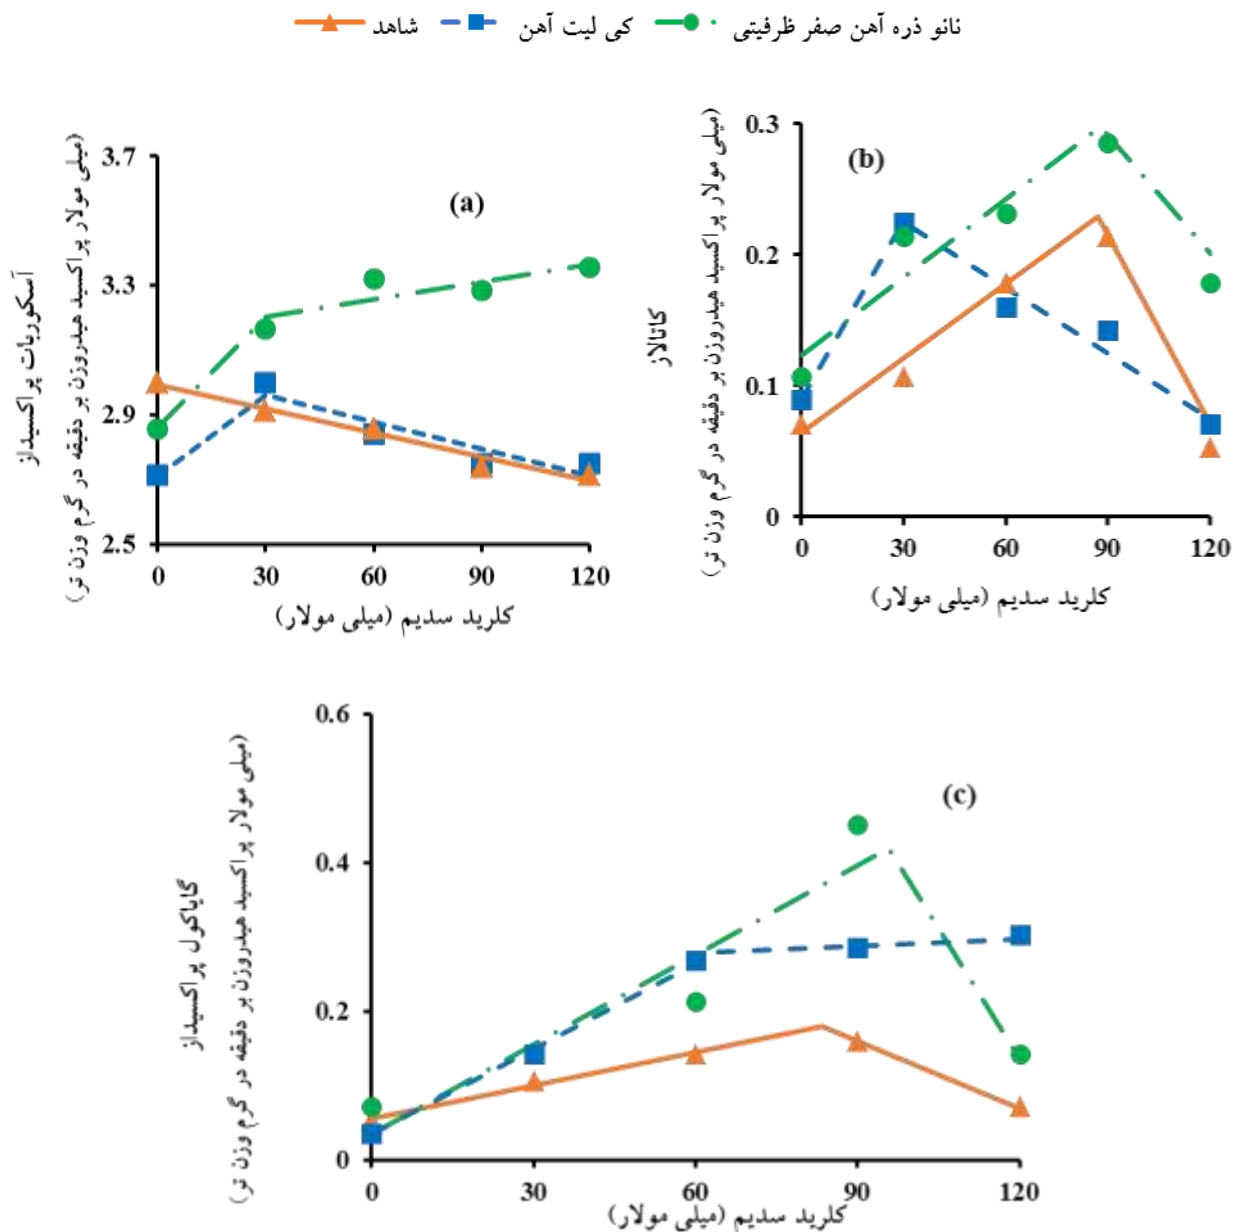 شاهد کی لیت آهن نانو ذره آهن صفر ظرفیتی
آسکوربات پراکسیداز
(میلی مولار پراکسید هیدروزن بر دقیقه در گرم وزن تر)
(a)
3.7
3.3
2.9
2.5
0 30 60 90 120
کلرید سدیم (میلی مولار)
کاتالاز
(میلی مولار پراکسید هیدروزن بر دقیقه در گرم وزن تر)
(b)
0.3
0.2
0.1
0
0 30 60 90 120
کلرید سدیم (میلی مولار)
گایاکول پراکسیداز
(میلی مولار پراکسید هیدروزن بر دقیقه در گرم وزن تر)
(c)
0.6
0.4
0.2
0
0 30 60 90 120
کلرید سدیم (میلی مولار)